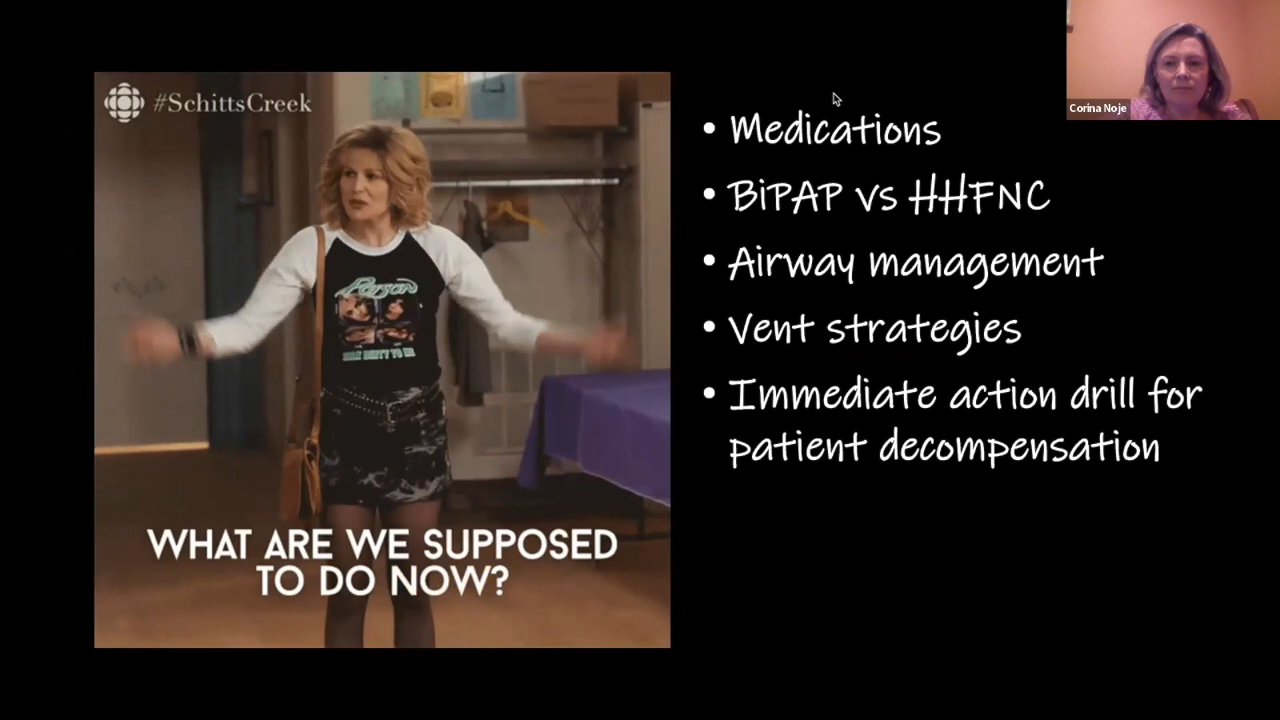 #SchittsCreek
Poison
WHAT ARE WE SUPPOSED
TO DO NOW?
• Medications
• BiPAP vs HHFNC
• Airway management
• Vent strategies
• Immediate action drill for
patient decompensation
Corina Noje